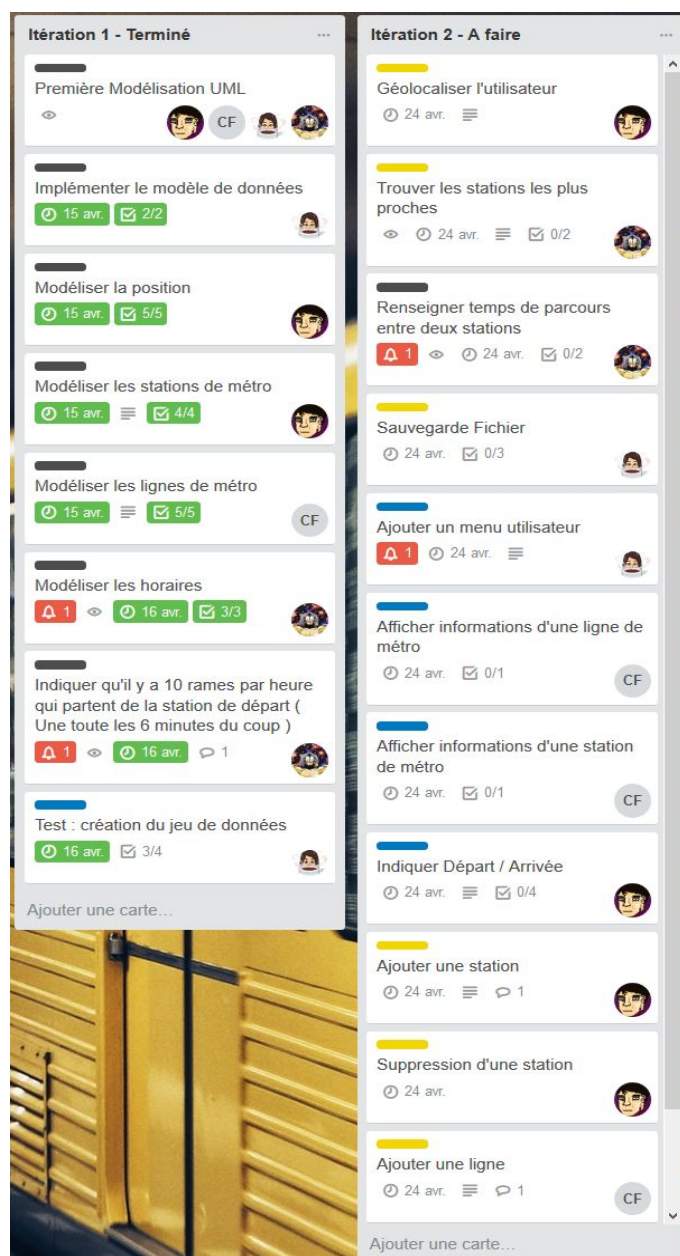 Itération 1 - Terminé
Première Modélisation UML
CF
Implémenter le modèle de données
15 avr. 2/2
Modéliser la position
15 avr. 5/5
Modéliser les stations de métro
15 avr. 4/4
Modéliser les lignes de métro
15 avr. 5/5
CF
Modéliser les horaires
1 16 avr. 3/3
Indiquer qu'il y a 10 rames par heure
qui partent de la station de départ (
Une toute les 6 minutes du coup )
1 16 avr. 1
Test : création du jeu de données
16 avr. 3/4
Ajouter une carte...
Itération 2 - A faire
Géolocaliser l'utilisateur
24 avr.
Trouver les stations les plus
proches
24 avr. 0/2
Renseigner temps de parcours
entre deux stations
1 24 avr. 0/2
Sauvegarde Fichier
24 avr. 0/3
Ajouter un menu utilisateur
1 24 avr.
Afficher informations d'une ligne de
métro
24 avr. 0/1
CF
Afficher informations d'une station
de métro
24 avr. 0/1
CF
Indiquer Départ / Arrivée
24 avr. 0/4
Ajouter une station
24 avr. 1
Suppression d'une station
24 avr.
Ajouter une ligne
24 avr. 1
CF
Ajouter une carte...